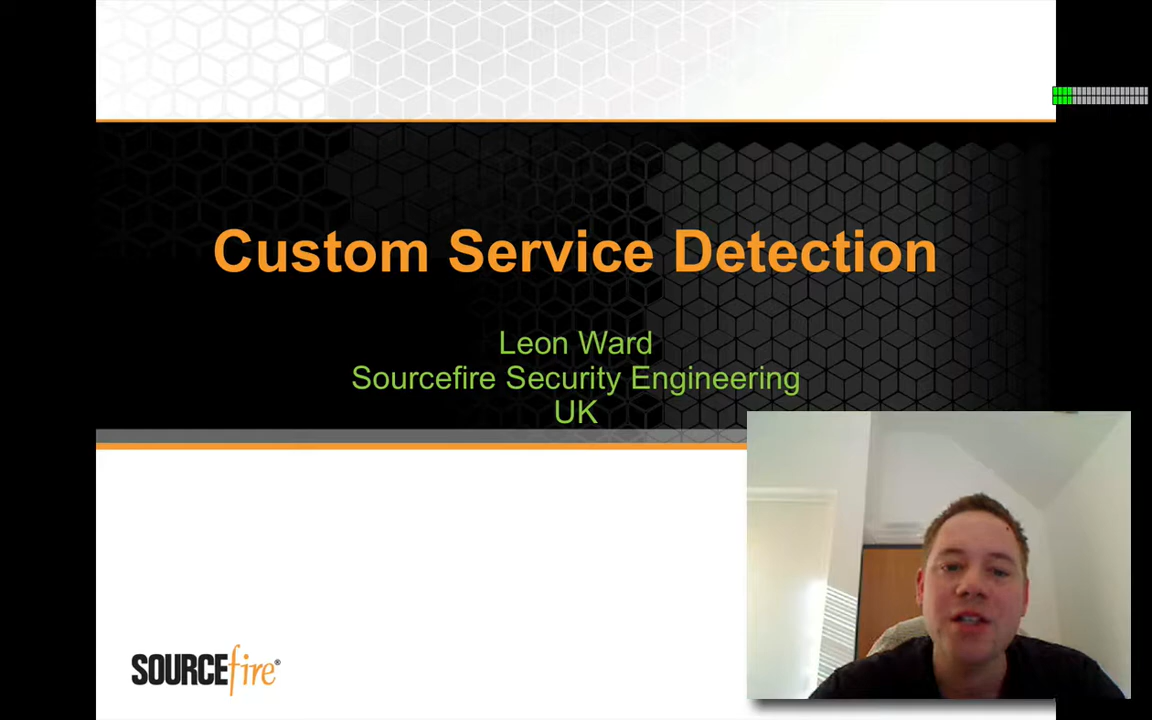 Custom Service Detection
Leon Ward
Sourcefire Security Engineering
UK
SOURCEfire®